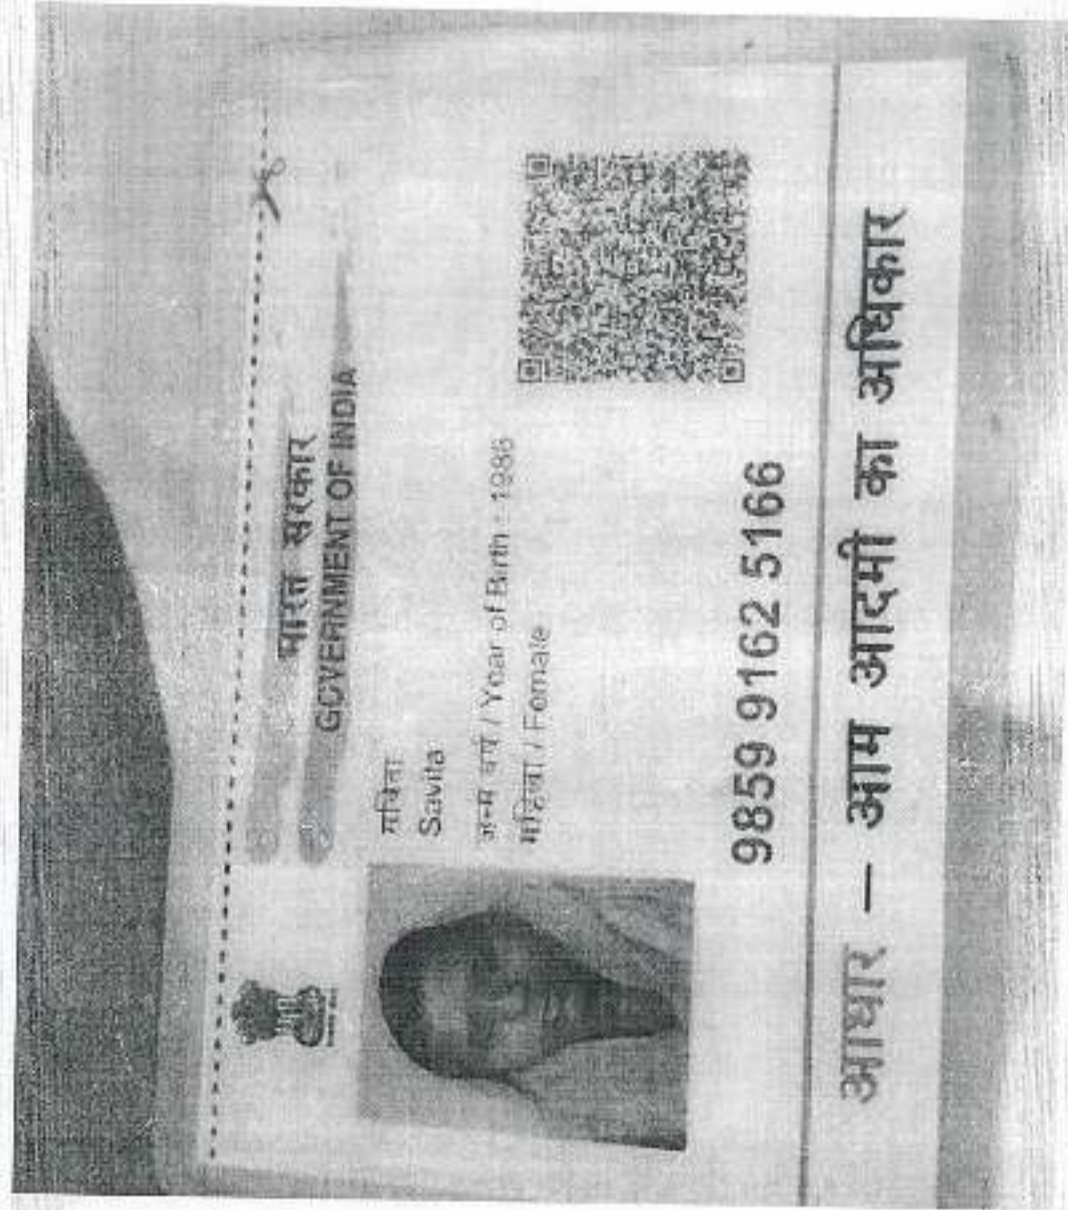 भारत सरकार
GOVERNMENT OF INDIA
सविता
Savita
जन्म वर्ष / Year of Birth : 1986
महिला / Female
9859 9162 5166
आधार – आम आदमी का अधिकार